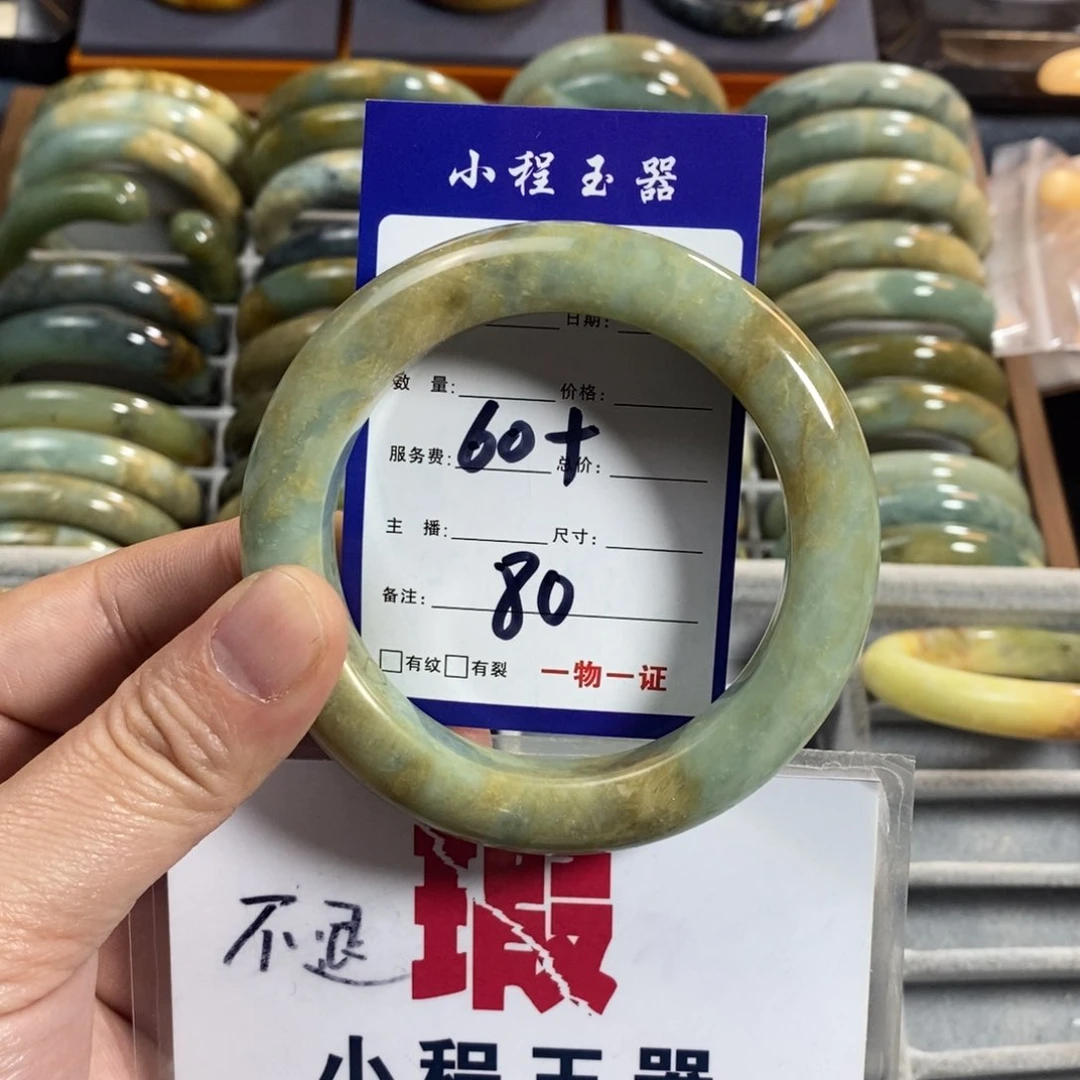 小程玉器
日期:
数量: 价格:
60+
服务费: 总价:
主播: 尺寸:
80
备注:
□有纹□有裂 一物一证
不退 瑕
小程玉器